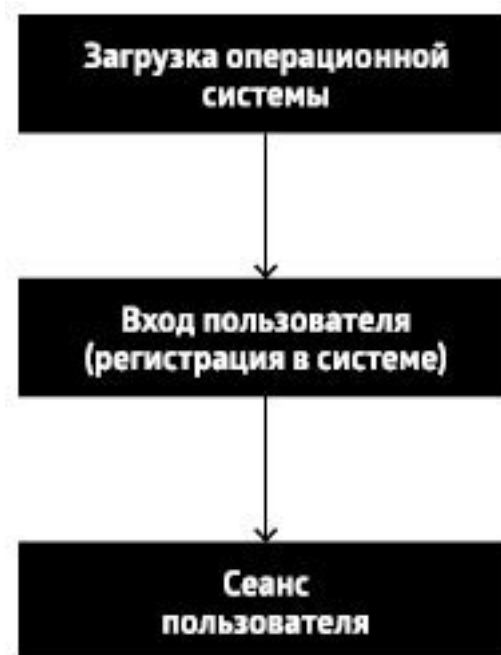 Загрузка операционной
системы
Вход пользователя
(регистрация в системе)
Сеанс
пользователя